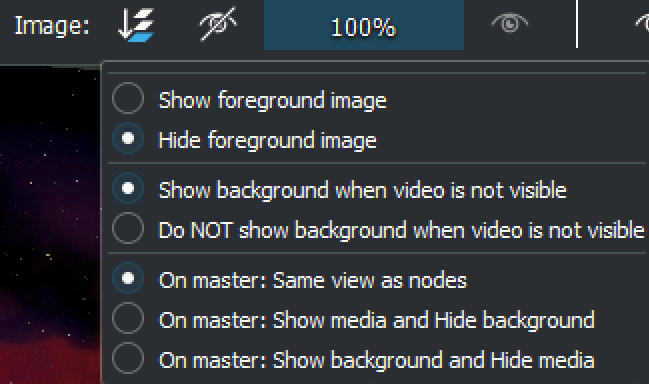 Image: 100%
Show foreground image
Hide foreground image
Show background when video is not visible
Do NOT show background when video is not visible
On master: Same view as nodes
On master: Show media and Hide background
On master: Show background and Hide media